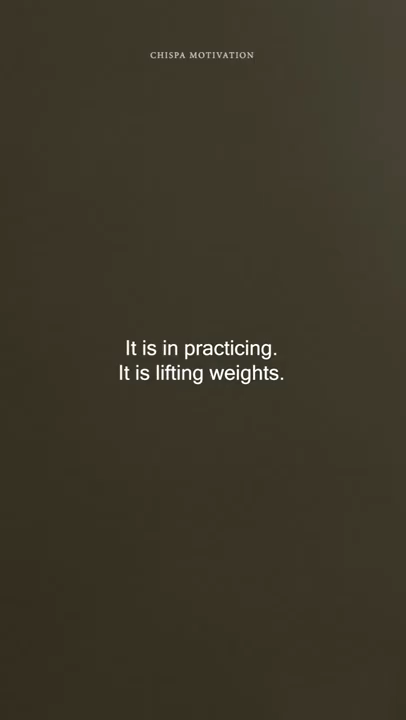 CHISPA MOTIVATION
It is in practicing.
It is lifting weights.